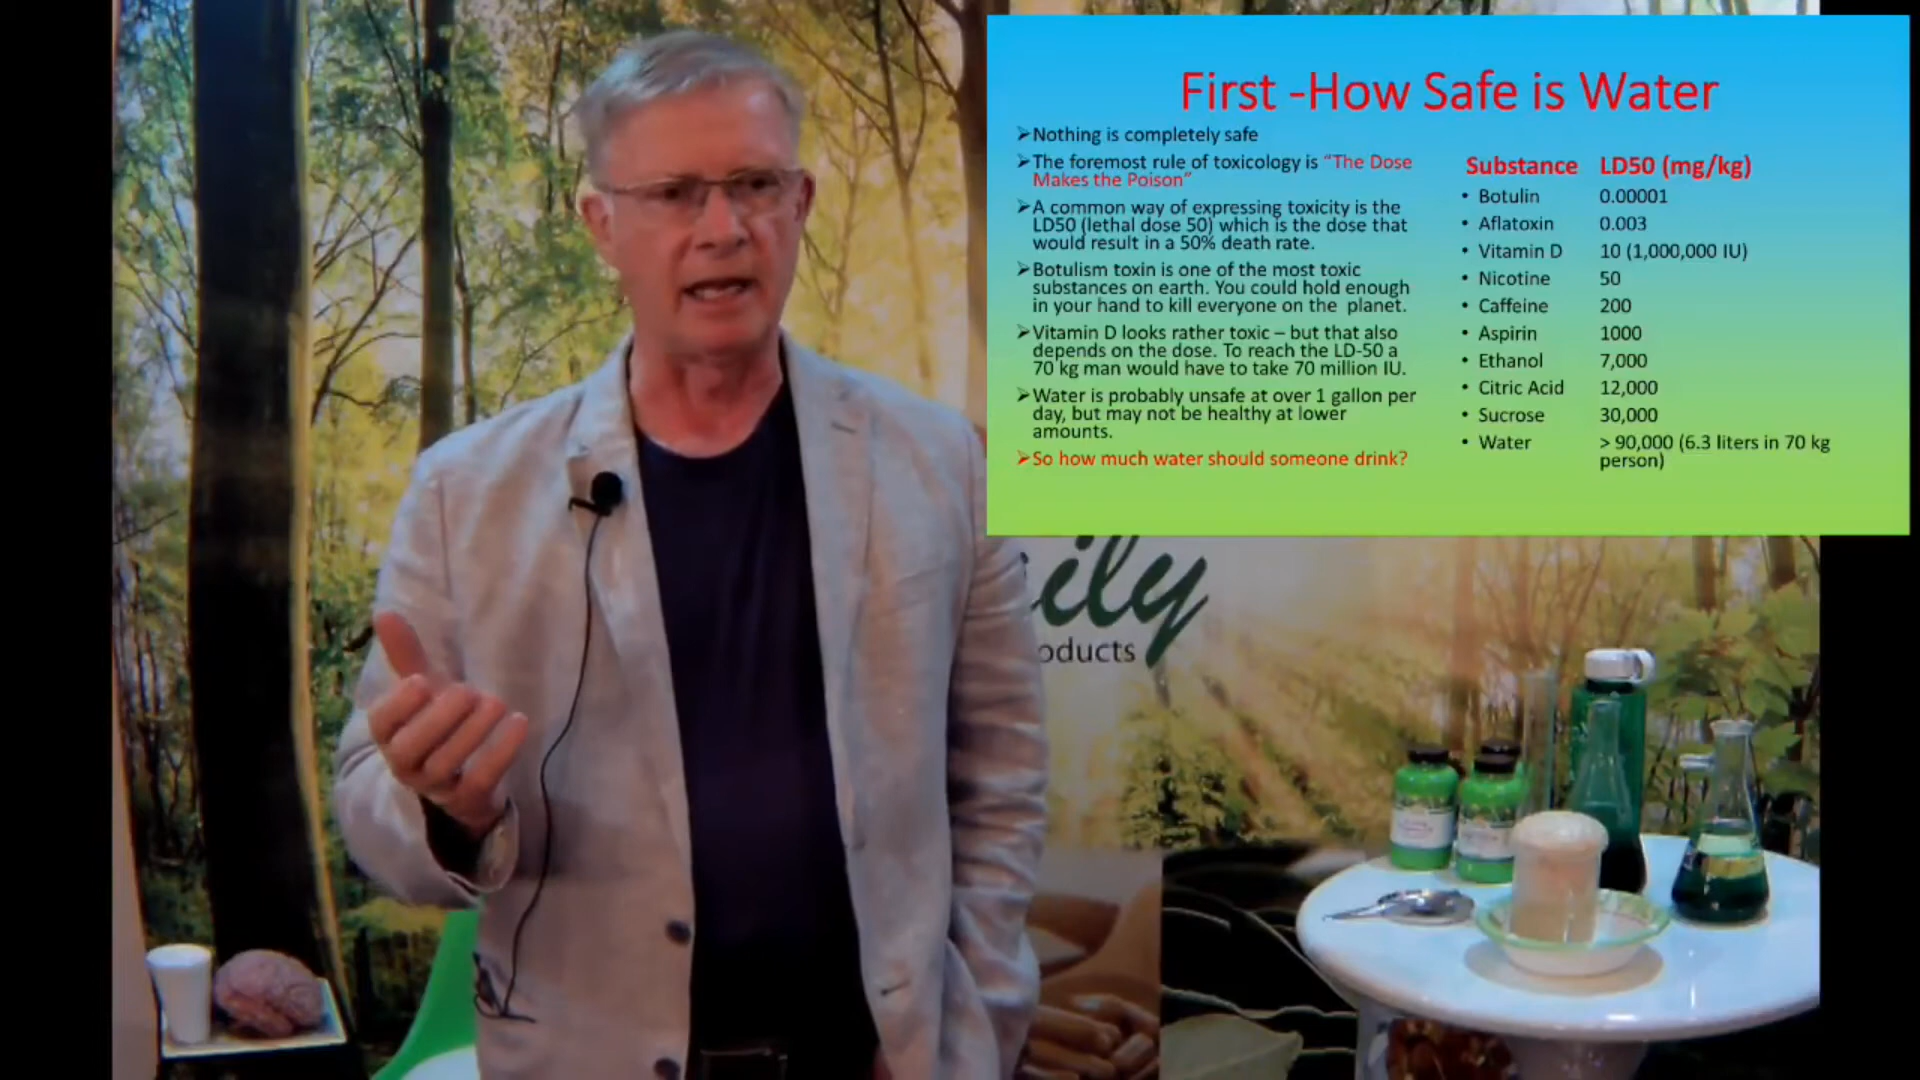 First -How Safe is Water
➢Nothing is completely safe
➢The foremost rule of toxicology is “The Dose
Makes the Poison”
➢A common way of expressing toxicity is the
LD50 (lethal dose 50) which is the dose that
would result in a 50% death rate.
➢Botulism toxin is one of the most toxic
substances on earth. You could hold enough
in your hand to kill everyone on the planet.
➢Vitamin D looks rather toxic – but that also
depends on the dose. To reach the LD-50 a
70 kg man would have to take 70 million IU.
➢Water is probably unsafe at over 1 gallon per
day, but may not be healthy at lower
amounts.
➢So how much water should someone drink?
Substance LD50 (mg/kg)
• Botulin 0.00001
• Aflatoxin 0.003
• Vitamin D 10 (1,000,000 IU)
• Nicotine 50
• Caffeine 200
• Aspirin 1000
• Ethanol 7,000
• Citric Acid 12,000
• Sucrose 30,000
• Water > 90,000 (6.3 liters in 70 kg
person)
ily
oducts